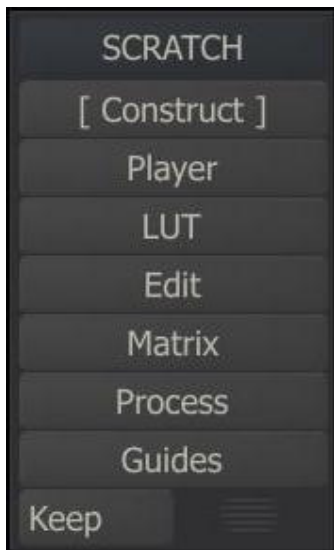 SCRATCH
[ Construct ]
Player
LUT
Edit
Matrix
Process
Guides
Keep